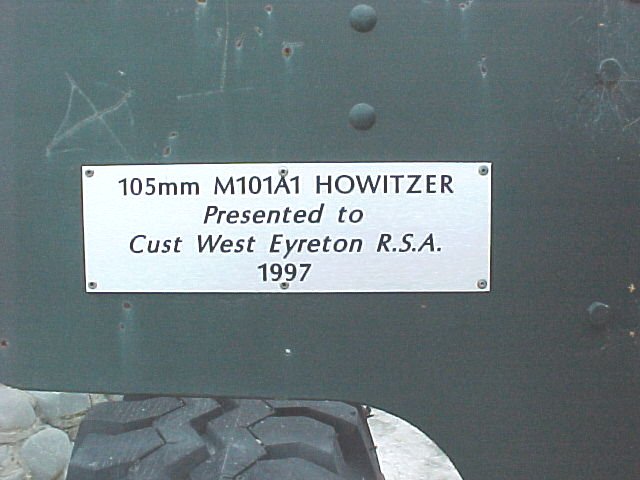 105mm M101A1 HOWITZER
Presented to
Cust West Eyreton R.S.A.
1997